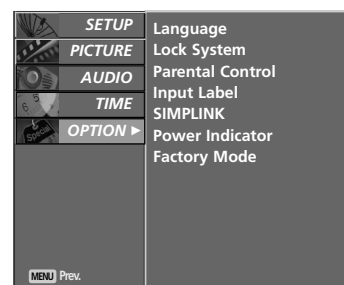 SETUP
PICTURE
AUDIO
TIME
OPTION ►
Language
Lock System
Parental Control
Input Label
SIMPLINK
Power Indicator
Factory Mode
MENU Prev.